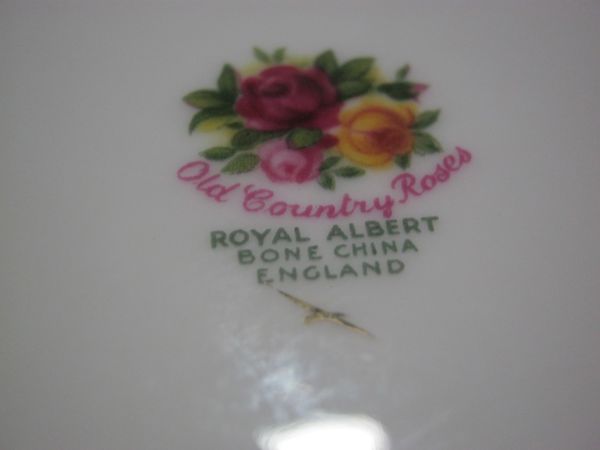 Old Country Roses
ROYAL ALBERT
BONE CHINA
ENGLAND